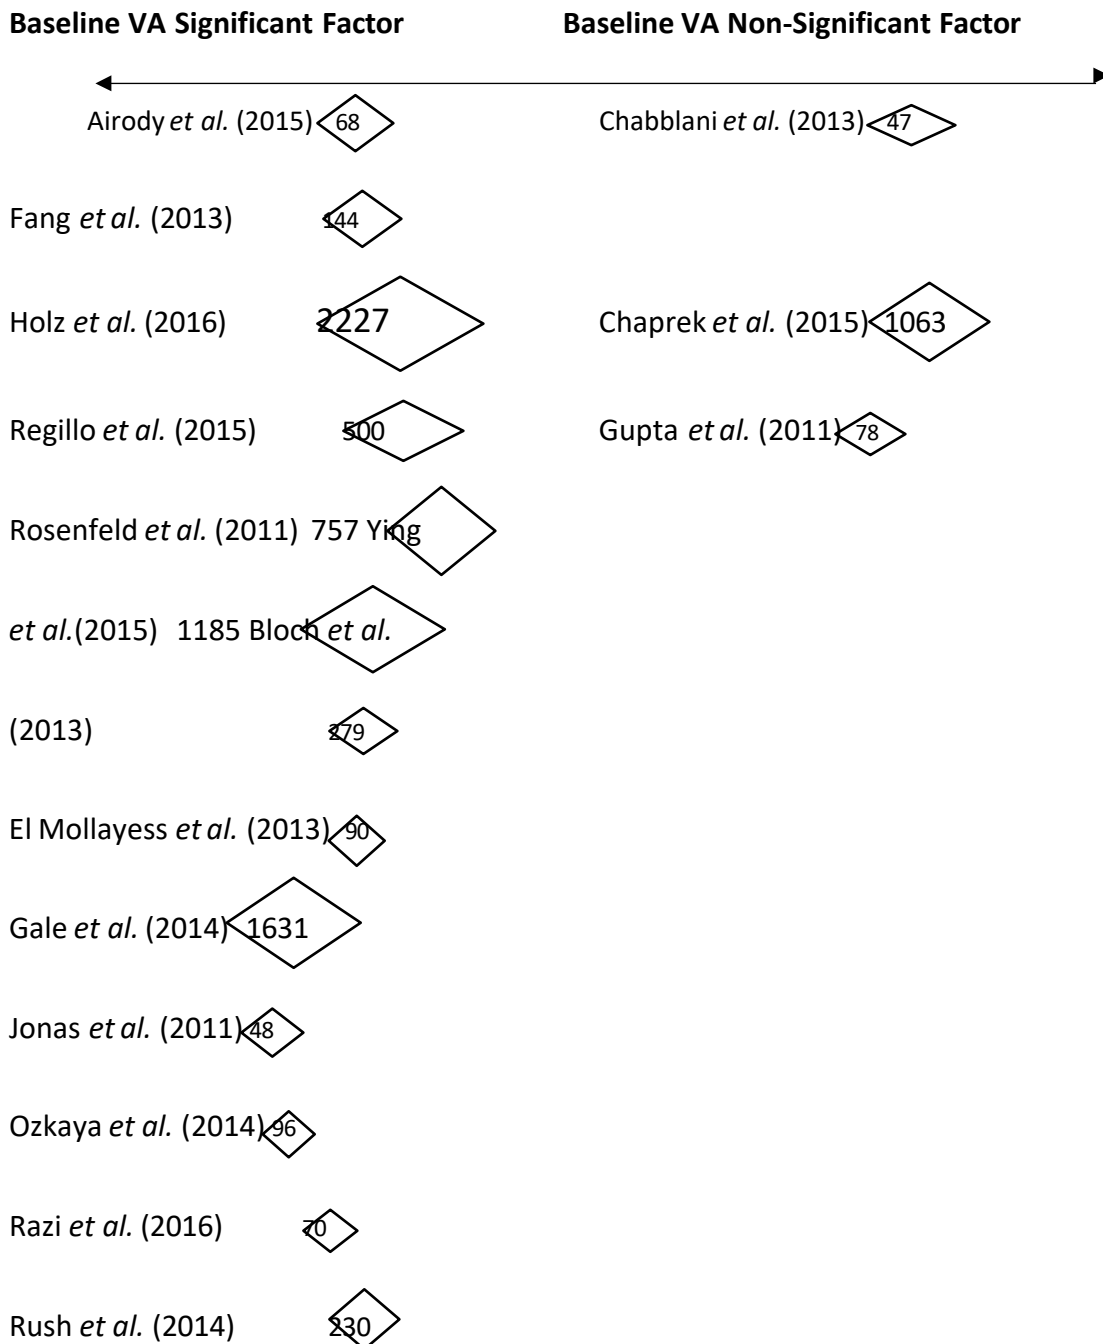 Baseline VA Significant Factor Baseline VA Non-Significant Factor
Airody et al. (2015) 68 Chabblani et al. (2013) 47
Fang et al. (2013) 144
Holz et al. (2016) 2227 Chaprek et al. (2015) 1063
Regillo et al. (2015) 500 Gupta et al. (2011) 78
Rosenfeld et al. (2011) 757 Ying
et al.(2015) 1185 Bloch et al.
(2013) 279
El Mollayess et al. (2013) 90
Gale et al. (2014) 1631
Jonas et al. (2011) 48
Ozkaya et al. (2014) 96
Razi et al. (2016) 70
Rush et al. (2014) 230